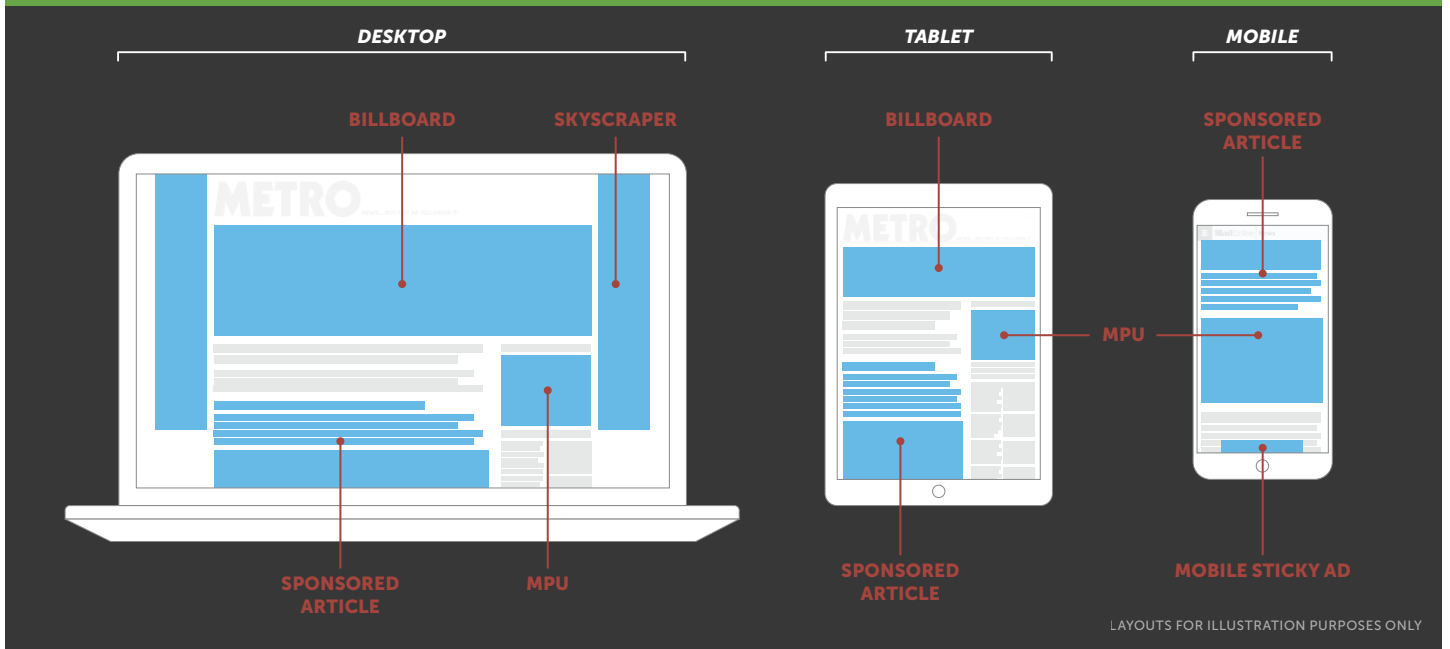 DESKTOP
TABLET
MOBILE
BILLBOARD
SKYSCRAPER
BILLBOARD
SPONSORED
ARTICLE
METRO
METRO
MPU
SPONSORED
ARTICLE
MPU
SPONSORED
ARTICLE
MOBILE STICKY AD
LAYOUTS FOR ILLUSTRATION PURPOSES ONLY